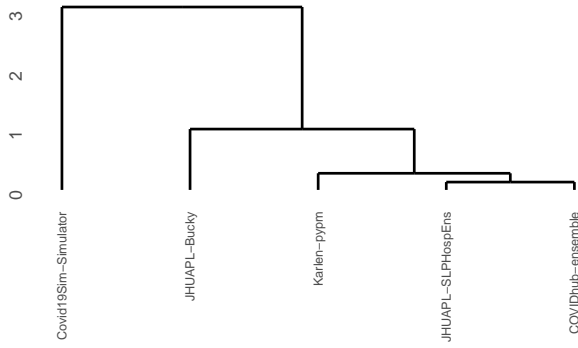 3
2
1
0
Covid19Sim−Simulator
JHUAPL−Bucky
Karlen−pypm
JHUAPL−SLPHospEns
COVIDhub−ensemble